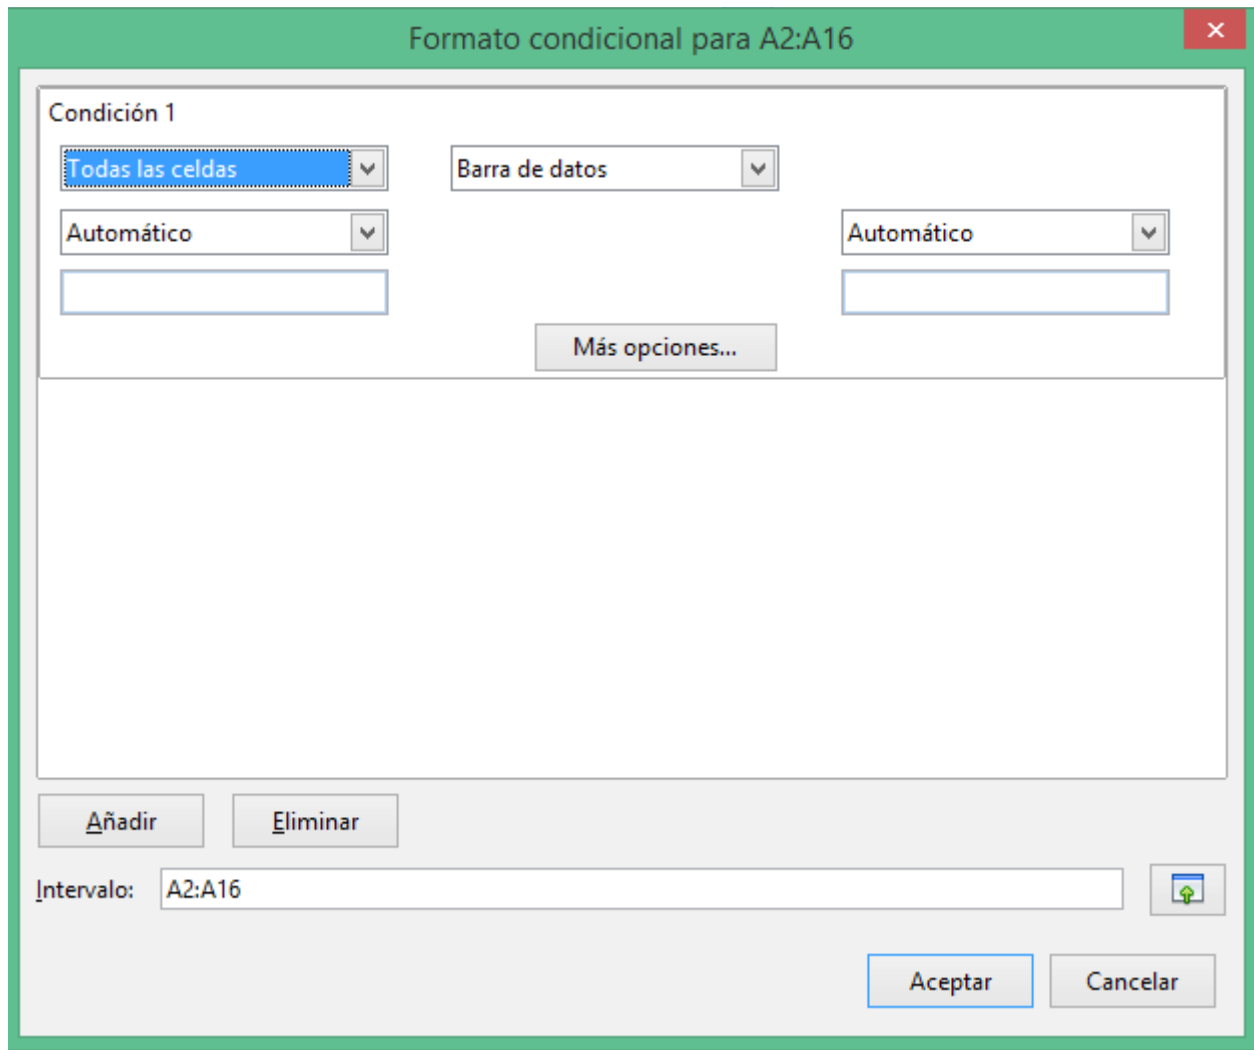 Formato condicional para A2:A16
Condición 1
Todas las celdas Barra de datos
Automático Automático
Más opciones...
Añadir Eliminar
Intervalo: A2:A16
Aceptar Cancelar